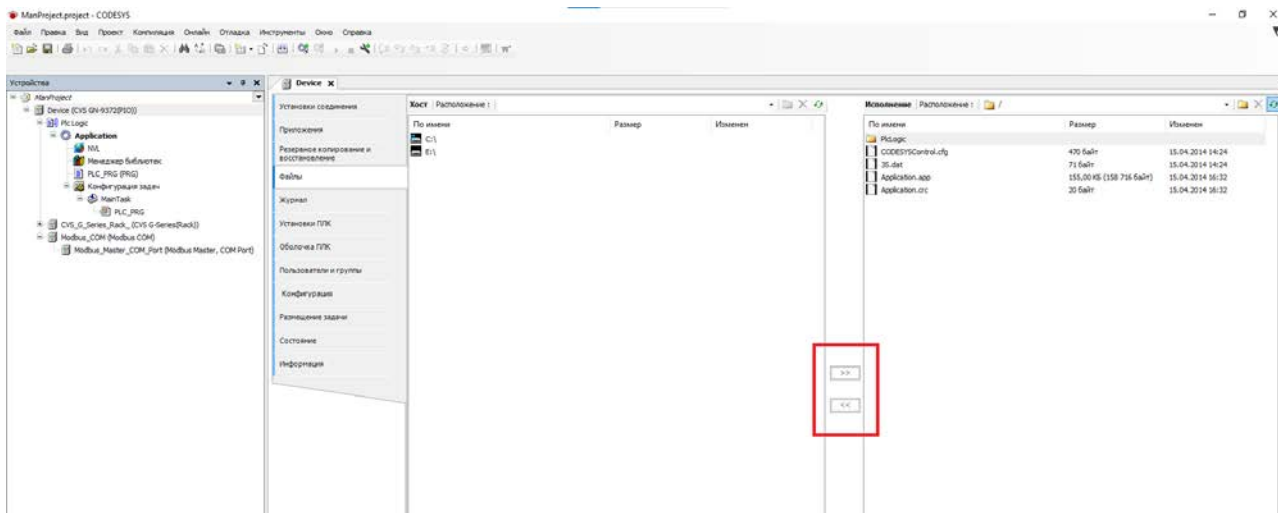 ManProject.project - CODESYS
Файл Правка Вид Проект Компиляция Онлайн Отладка Инструменты Окно Справка
Устройства
ManProject
Device (CVS GN-9372(PIO))
Plc Logic
Application
NVL
Менеджер библиотек
PLC_PRG (PRG)
Конфигурация задач
MainTask
PLC_PRG
CVS_G_Series_Rack_ (CVS G-Series(Rack))
Modbus_COM (Modbus COM)
Modbus_Master_COM_Port (Modbus Master, COM Port)
Device
Установки соединения
Приложения
Резервное копирование и восстановление
Файлы
Журнал
Установки ПЛК
Оболочка ПЛК
Пользователи и группы
Конфигурация
Размещение задачи
Состояние
Информация
Хост Расположение :
По имени Размер Изменен
C:\
E:\
>>
<<
Исполнение Расположение : /
По имени Размер Изменен
PlcLogic
CODESYSControl.cfg 470 байт 15.04.2014 14:24
3S.dat 71 байт 15.04.2014 14:24
Application.app 155,00 КБ (158 716 байт) 15.04.2014 16:32
Application.crc 20 байт 15.04.2014 16:32